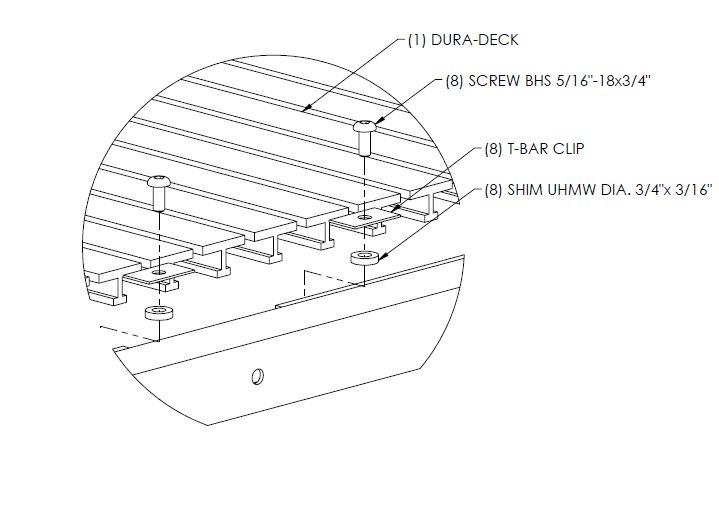 (1) DURA-DECK
(8) SCREW BHS 5/16"-18x3/4"
(8) T-BAR CLIP
(8) SHIM UHMW DIA. 3/4"x 3/16"